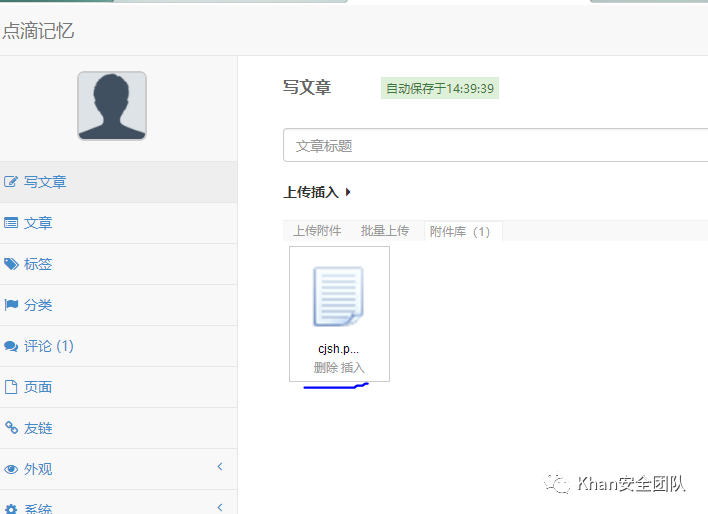 点滴记忆
写文章
自动保存于14:39:39
文章标题
上传插入
上传附件 批量上传 附件库（1）
cjsh.p...
删除 插入
写文章
文章
标签
分类
评论 (1)
页面
友链
外观
系统
Khan安全团队